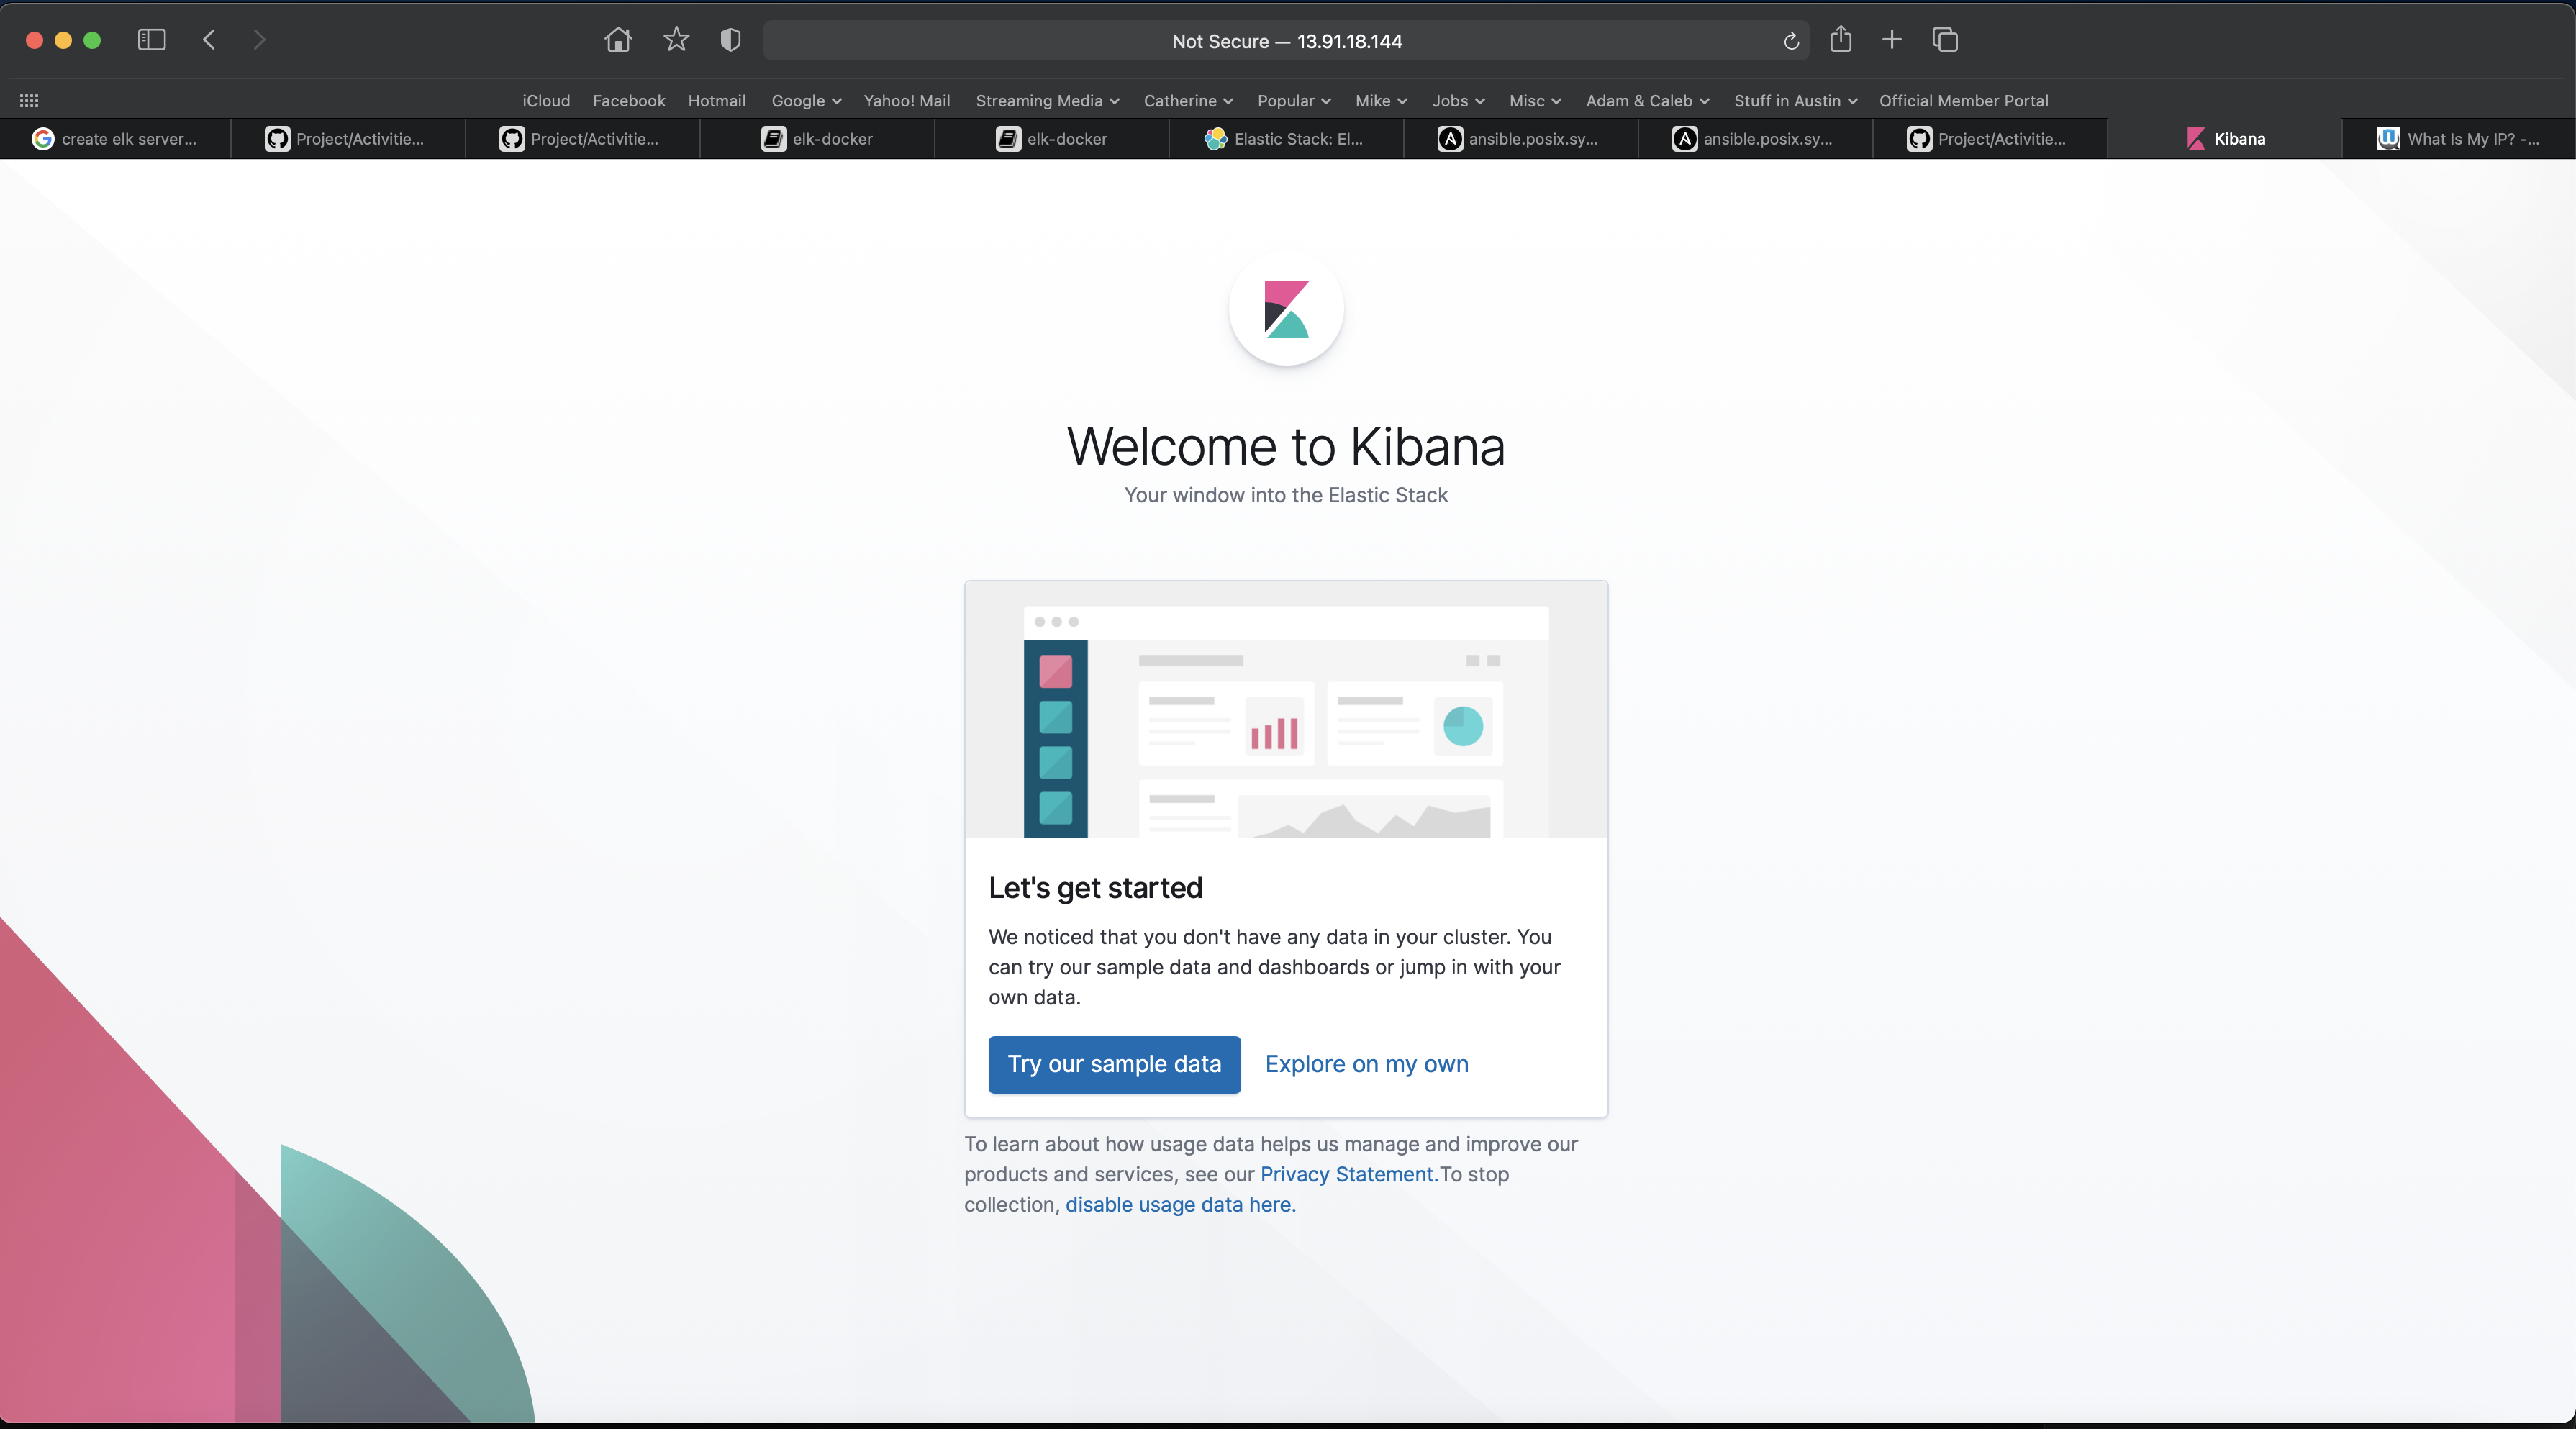 Not Secure — 13.91.18.144
iCloud Facebook Hotmail Google Yahoo! Mail Streaming Media Catherine Popular Mike Jobs Misc Adam & Caleb Stuff in Austin Official Member Portal
create elk server... Project/Activitie... Project/Activitie... elk-docker elk-docker Elastic Stack: El... ansible.posix.sy... ansible.posix.sy... Project/Activitie... Kibana What Is My IP? -...
Welcome to Kibana
Your window into the Elastic Stack
Let's get started
We noticed that you don't have any data in your cluster. You
can try our sample data and dashboards or jump in with your
own data.
Try our sample data Explore on my own
To learn about how usage data helps us manage and improve our
products and services, see our Privacy Statement.To stop
collection, disable usage data here.